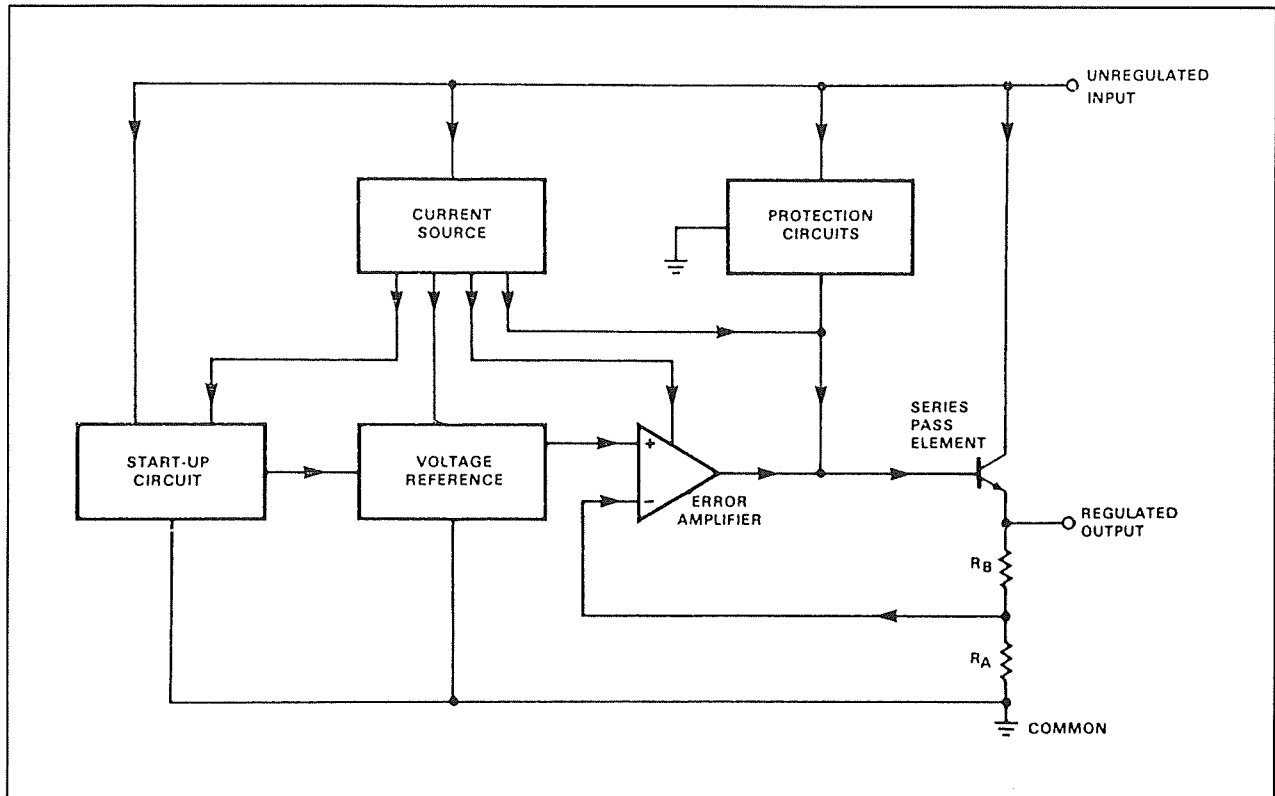 UNREGULATED
INPUT
CURRENT
SOURCE
PROTECTION
CIRCUITS
SERIES
PASS
ELEMENT
START-UP
CIRCUIT
VOLTAGE
REFERENCE
+
−
ERROR
AMPLIFIER
REGULATED
OUTPUT
RB
RA
COMMON